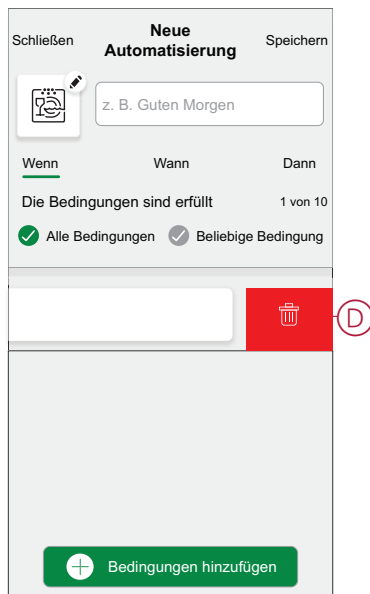 Schließen
Neue
Automatisierung
Speichern
z. B. Guten Morgen
Wenn
Wann
Dann
Die Bedingungen sind erfüllt
1 von 10
Alle Bedingungen
Beliebige Bedingung
D
Bedingungen hinzufügen